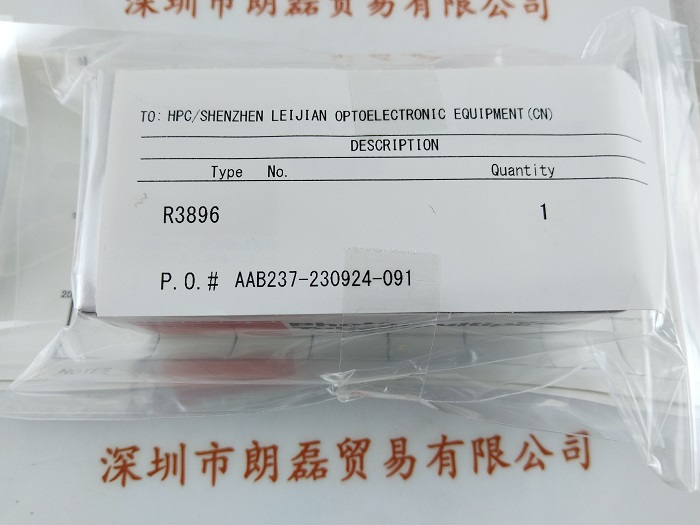 深圳市朗磊贸易有限公司
TO: HPC/SHENZHEN LEIJIAN OPTOELECTRONIC EQUIPMENT(CN)
DESCRIPTION
Type No. Quantity
R3896 1
P.O.# AAB237-230924-091
深圳市朗磊贸易有限公司